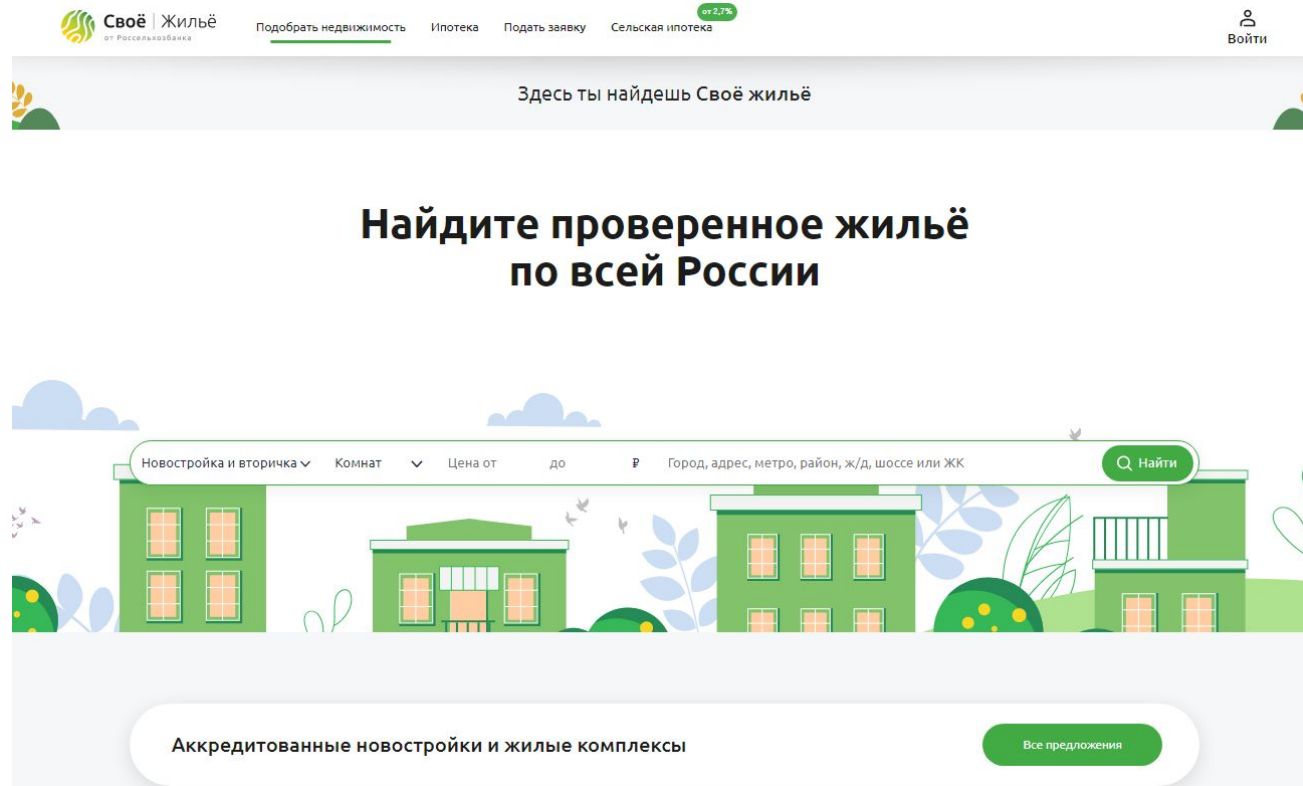 Своё | Жильё
от Россельхозбанка
Подобрать недвижимость
Ипотека
Подать заявку
Сельская ипотека
от 2,7%
Войти
Здесь ты найдешь Своё жильё
Найдите проверенное жильё
по всей России
Новостройка и вторичка
Комнат
Цена от
до
₽
Город, адрес, метро, район, ж/д, шоссе или ЖК
Найти
Аккредитованные новостройки и жилые комплексы
Все предложения